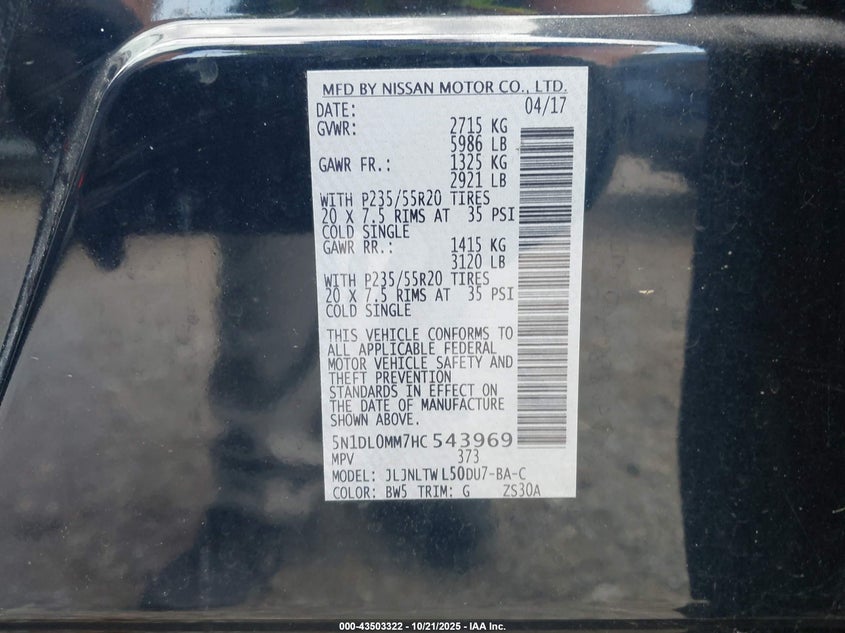 MFD BY NISSAN MOTOR CO., LTD.
DATE: 04/17
GVWR: 2715 KG
5986 LB
GAWR FR.: 1325 KG
2921 LB
WITH P235/55R20 TIRES
20 X 7.5 RIMS AT 35 PSI
COLD SINGLE
GAWR RR.: 1415 KG
3120 LB
WITH P235/55R20 TIRES
20 X 7.5 RIMS AT 35 PSI
COLD SINGLE
THIS VEHICLE CONFORMS TO
ALL APPLICABLE FEDERAL
MOTOR VEHICLE SAFETY AND
THEFT PREVENTION
STANDARDS IN EFFECT ON
THE DATE OF MANUFACTURE
SHOWN ABOVE.
5N1DL0MM7HC 543969
MPV 373
MODEL: JLJNLTW L50DU7-BA-C
COLOR: BW5 TRIM: G ZS30A
000-43503322 - 10/21/2025 - IAA Inc.